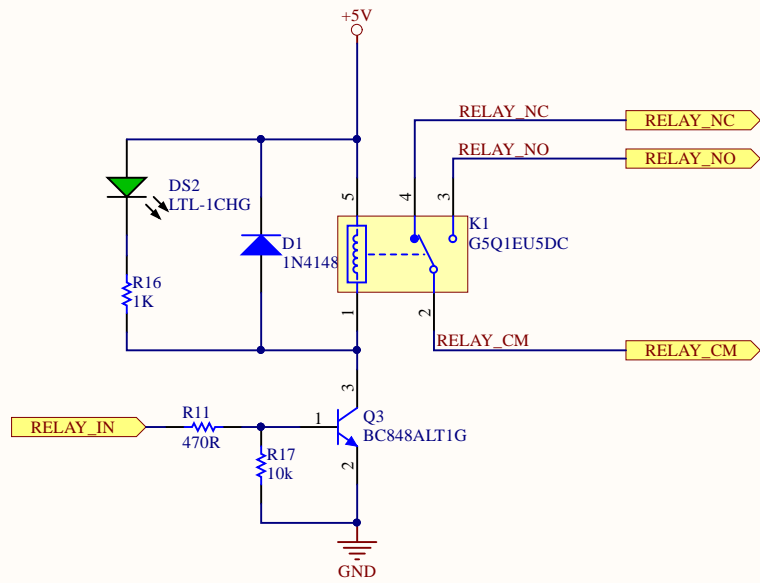 +5V
RELAY_NC
RELAY_NC
RELAY_NO
RELAY_NO
DS2
LTL-1CHG
5
4
3
K1
G5Q1EU5DC
D1
1N4148
R16
1K
1
2
RELAY_CM
RELAY_CM
3
R11
1
Q3
RELAY_IN
BC848ALT1G
470R
R17
10k
2
GND